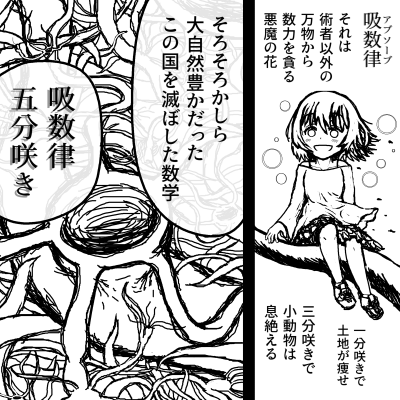 アブソープ
吸数律
それは
術者以外の
万物から
数力を貪る
悪魔の花
一分咲きで
土地が痩せ
三分咲きで
小動物は
息絶える
そろそろかしら
大自然豊かだった
この国を滅ぼした数学
吸数律
五分咲き